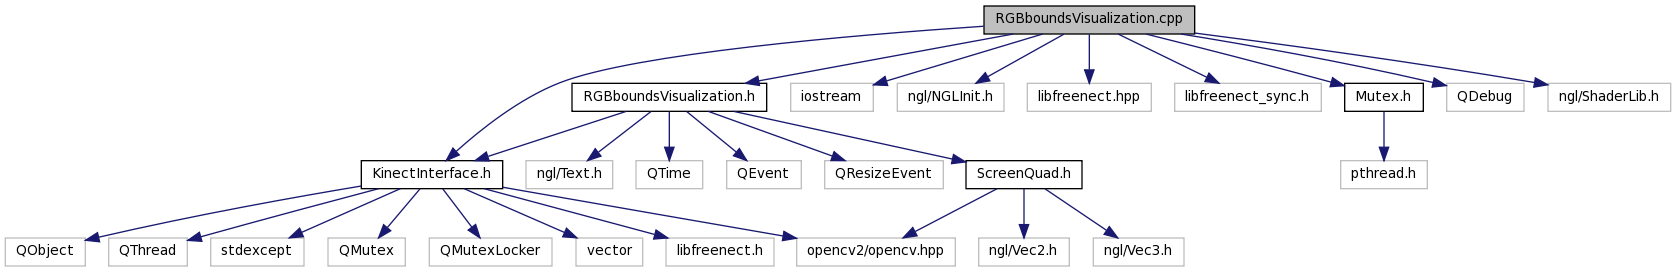 RGBboundsVisualization.cpp
RGBboundsVisualization.h
iostream
ngl/NGLInit.h
libfreenect.hpp
libfreenect_sync.h
Mutex.h
QDebug
ngl/ShaderLib.h
KinectInterface.h
ngl/Text.h
QTime
QEvent
QResizeEvent
ScreenQuad.h
pthread.h
QObject
QThread
stdexcept
QMutex
QMutexLocker
vector
libfreenect.h
opencv2/opencv.hpp
ngl/Vec2.h
ngl/Vec3.h